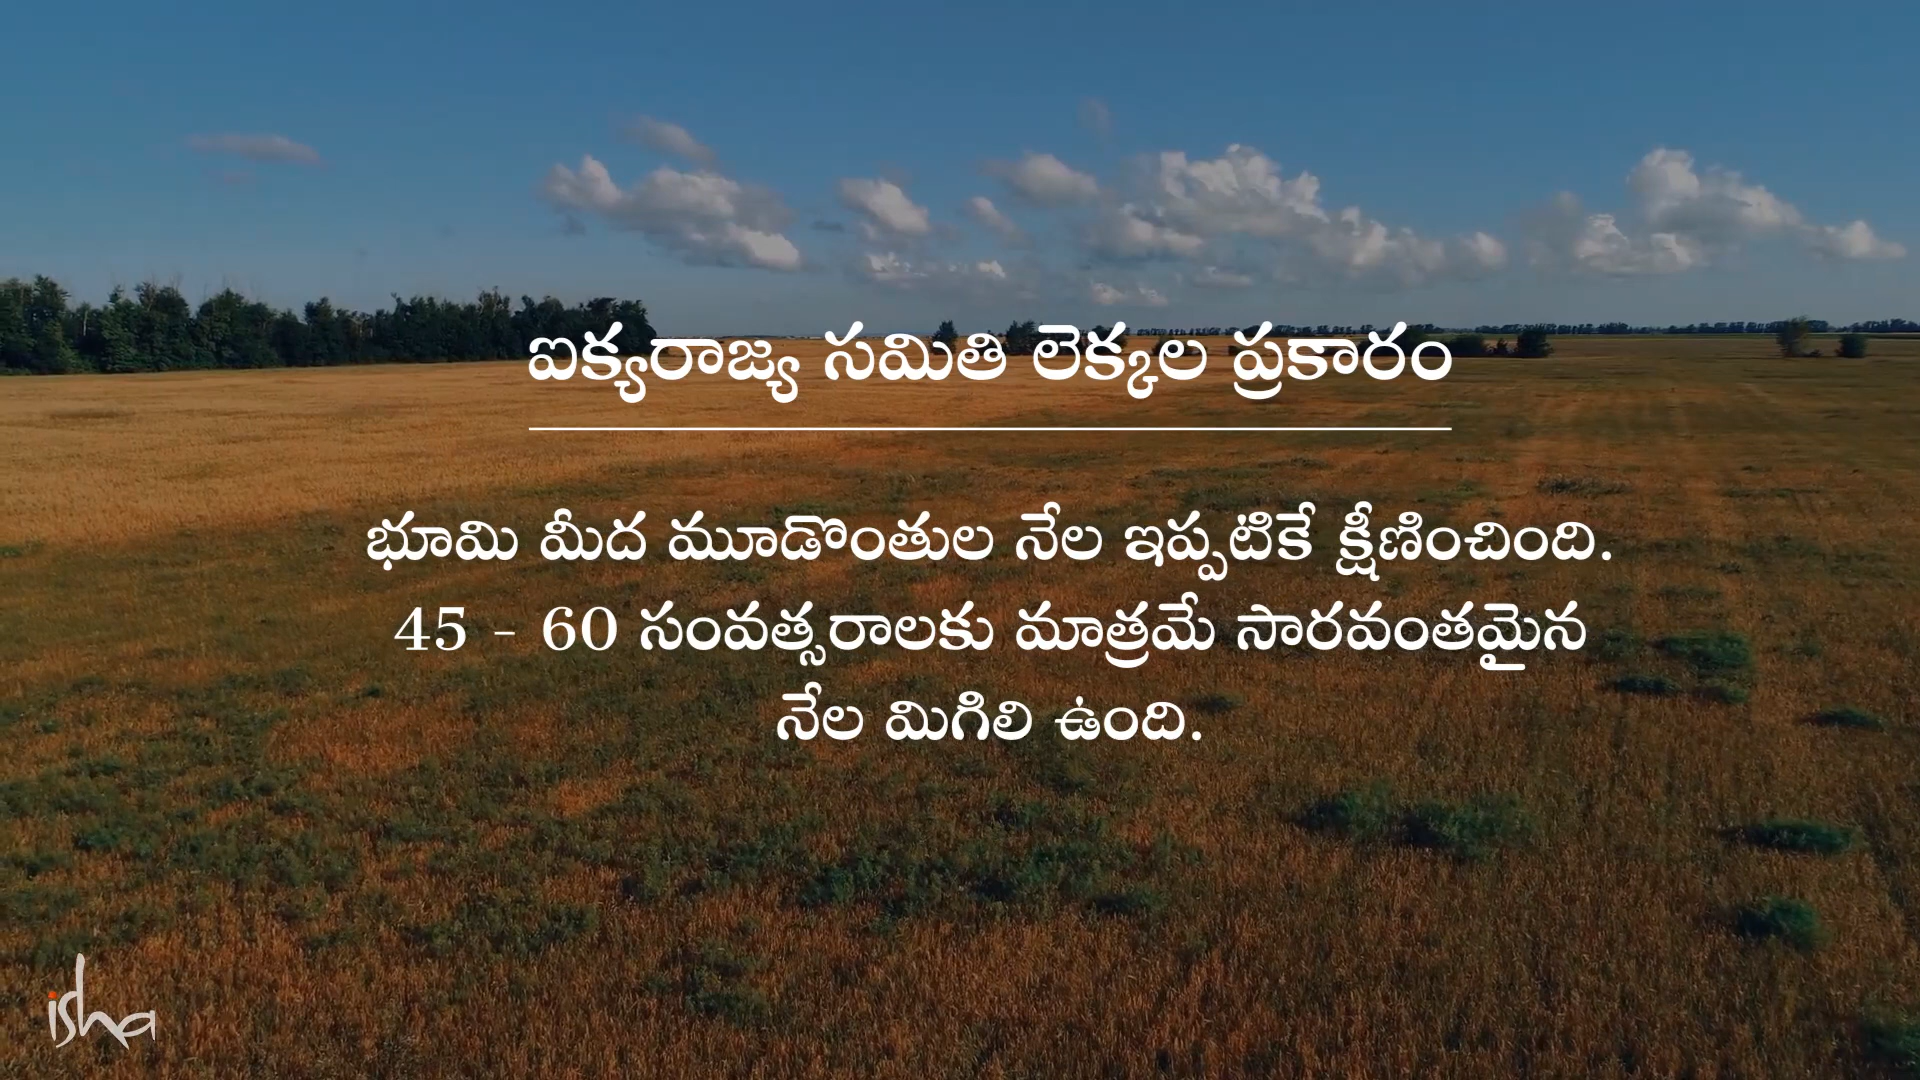 ఐక్యరాజ్య సమితి లెక్కల ప్రకారం
భూమి మీద మూడొంతుల నేల ఇప్పటికే క్షీణించింది.
45 - 60 సంవత్సరాలకు మాత్రమే సారవంతమైన
నేల మిగిలి ఉంది.
isha